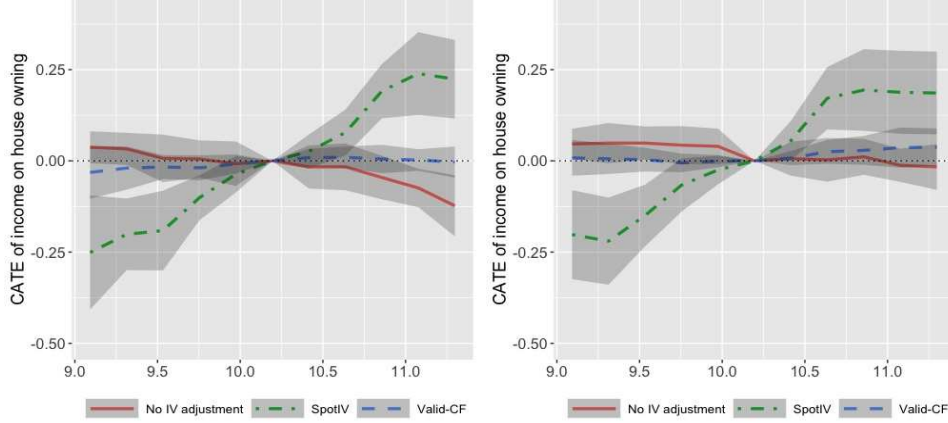 CATE of income on house owning
0.25
0.00
-0.25
-0.50
9.0 9.5 10.0 10.5 11.0
No IV adjustment SpotIV Valid-CF
CATE of income on house owning
0.25
0.00
-0.25
-0.50
9.0 9.5 10.0 10.5 11.0
No IV adjustment SpotIV Valid-CF